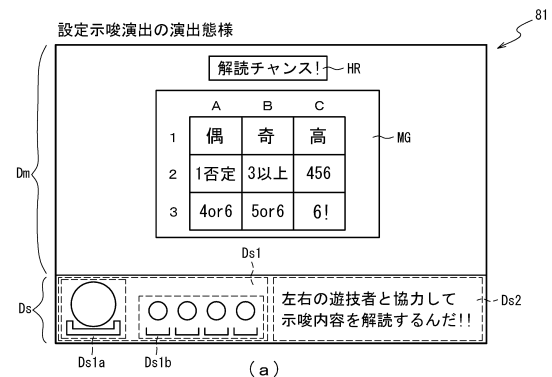 設定示唆演出の演出態様
81
解読チャンス!
HR
A B C
1 偶 奇 高
MG
2 1否定 3以上 456
Dm
3 4or6 5or6 6!
Ds1
Ds
左右の遊技者と協力して
示唆内容を解読するんだ!!
Ds2
Ds1a Ds1b
(a)